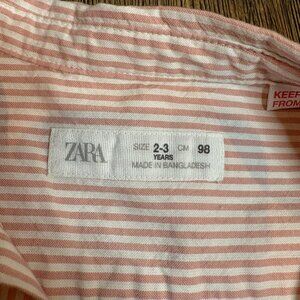 ZARA
SIZE 2-3 YEARS CM 98
MADE IN BANGLADESH
KEEP
FROM